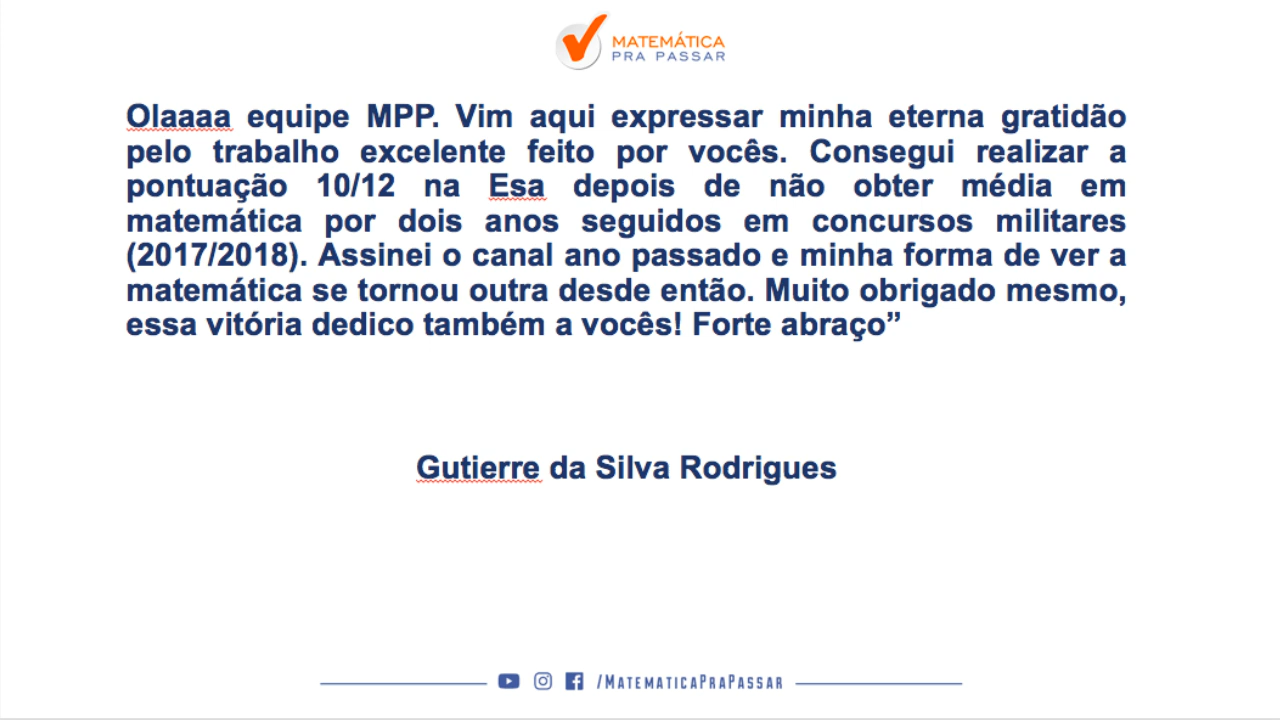 MATEMÁTICA
PRA PASSAR
Olaaaa equipe MPP. Vim aqui expressar minha eterna gratidão
pelo trabalho excelente feito por vocês. Consegui realizar a
pontuação 10/12 na Esa depois de não obter média em
matemática por dois anos seguidos em concursos militares
(2017/2018). Assinei o canal ano passado e minha forma de ver a
matemática se tornou outra desde então. Muito obrigado mesmo,
essa vitória dedico também a vocês! Forte abraço”
Gutierre da Silva Rodrigues
/MATEMATICAPRAPASSAR